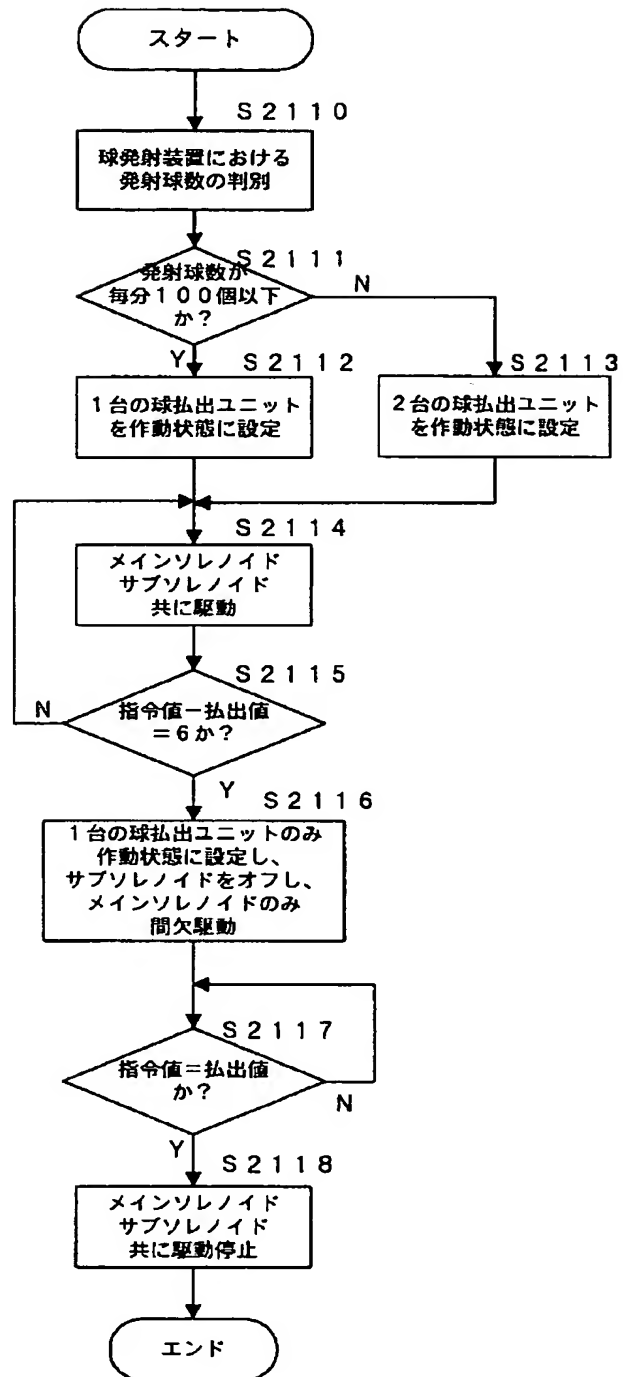 スタート
S2110
球発射装置における
発射球数の判別
S2111
発射球数が
毎分100個以下
か?
N
Y
S2112
S2113
1台の球払出ユニット
を作動状態に設定
2台の球払出ユニット
を作動状態に設定
S2114
メインソレノイド
サブソレノイド
共に駆動
S2115
N
指令値-払出値
=6か?
Y
S2116
1台の球払出ユニットのみ
作動状態に設定し、
サブソレノイドをオフし、
メインソレノイドのみ
間欠駆動
S2117
指令値=払出値
か?
N
Y
S2118
メインソレノイド
サブソレノイド
共に駆動停止
エンド